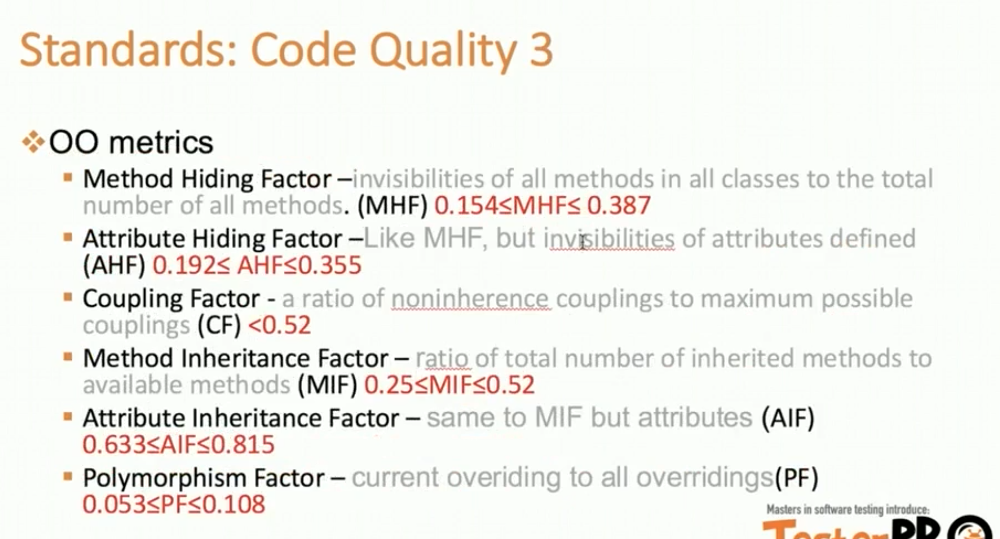 Standards: Code Quality 3
OO metrics
Method Hiding Factor –invisibilities of all methods in all classes to the total
number of all methods. (MHF) 0.154≤MHF≤ 0.387
Attribute Hiding Factor –Like MHF, but invisibilities of attributes defined
(AHF) 0.192≤ AHF≤0.355
Coupling Factor - a ratio of noninherence couplings to maximum possible
couplings (CF) <0.52
Method Inheritance Factor – ratio of total number of inherited methods to
available methods (MIF) 0.25≤MIF≤0.52
Attribute Inheritance Factor – same to MIF but attributes (AIF)
0.633≤AIF≤0.815
Polymorphism Factor – current overiding to all overridings(PF)
0.053≤PF≤0.108
Masters in software testing introduce: